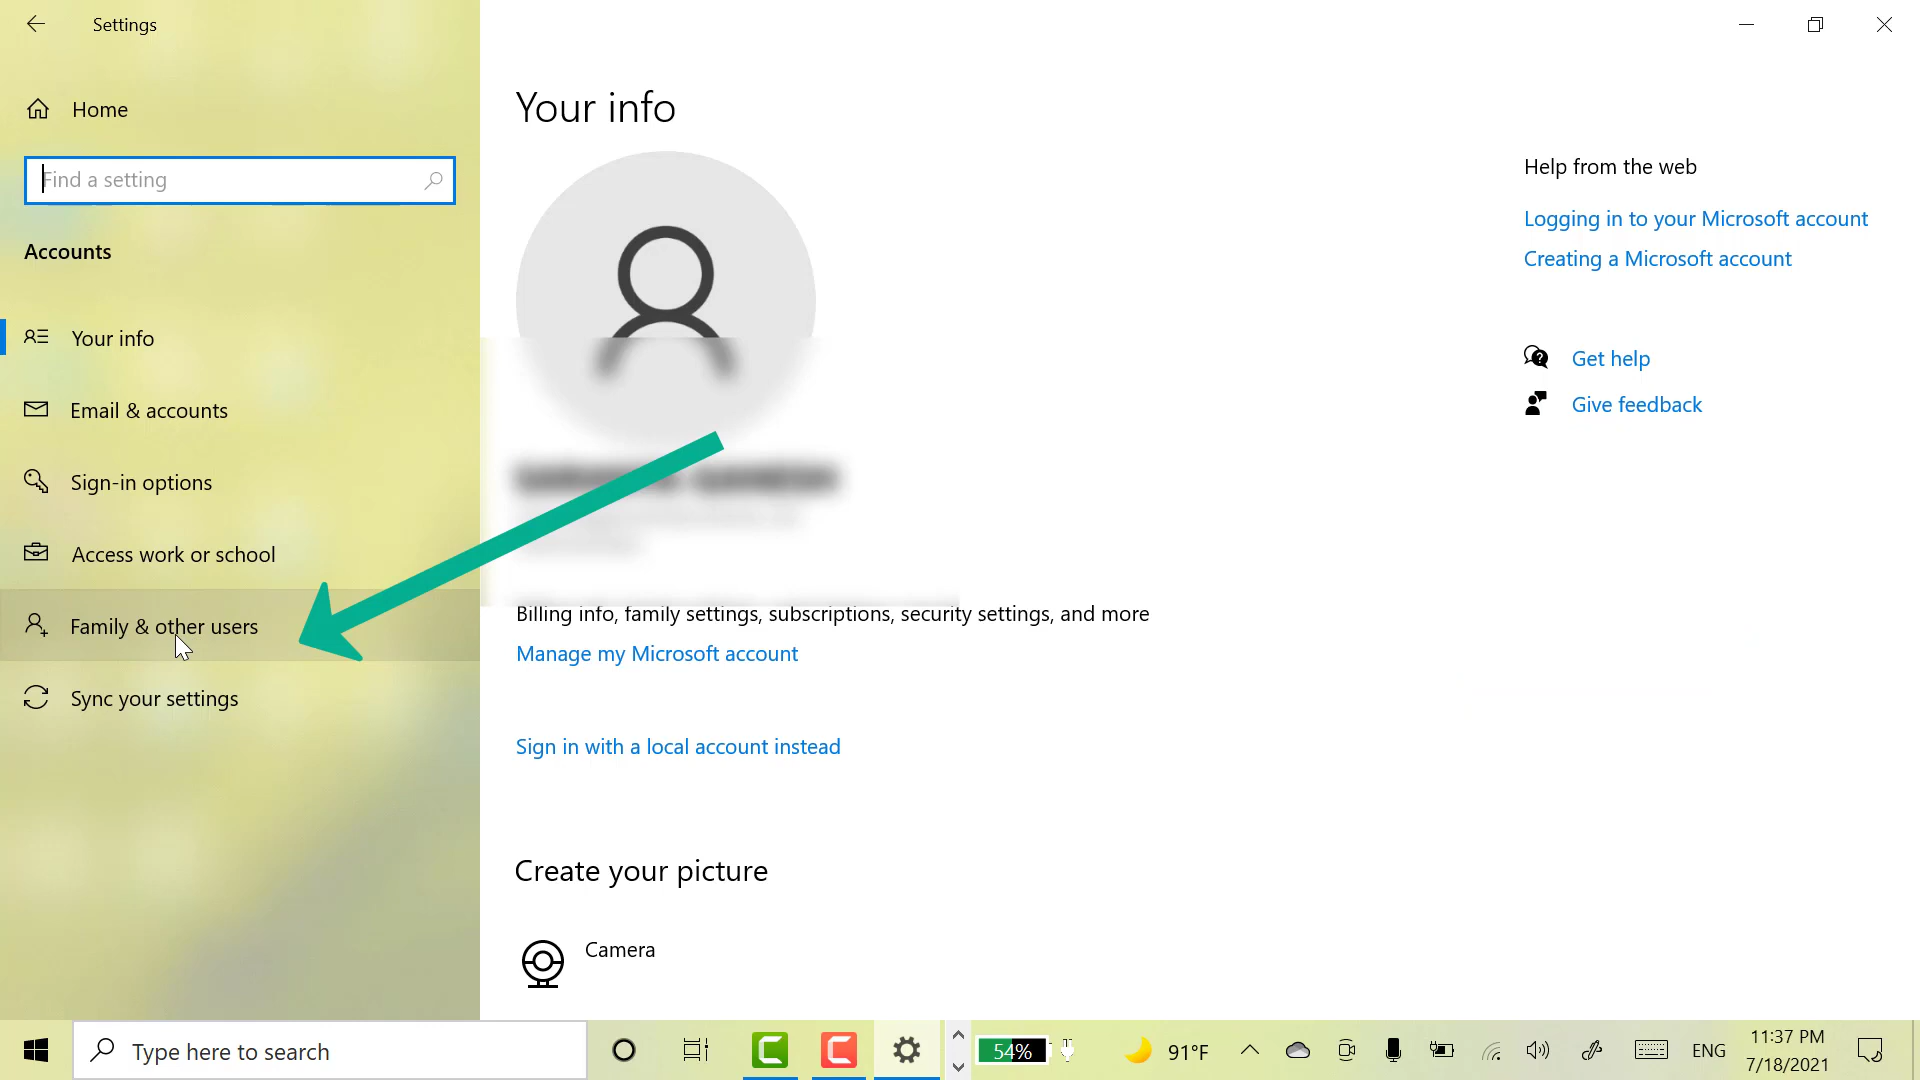 Settings
Home
Find a setting
Accounts
Your info
Email & accounts
Sign-in options
Access work or school
Family & other users
Sync your settings
Your info
Billing info, family settings, subscriptions, security settings, and more
Manage my Microsoft account
Sign in with a local account instead
Create your picture
Camera
Help from the web
Logging in to your Microsoft account
Creating a Microsoft account
Get help
Give feedback
Type here to search
54%
91°F
ENG
11:37 PM
7/18/2021